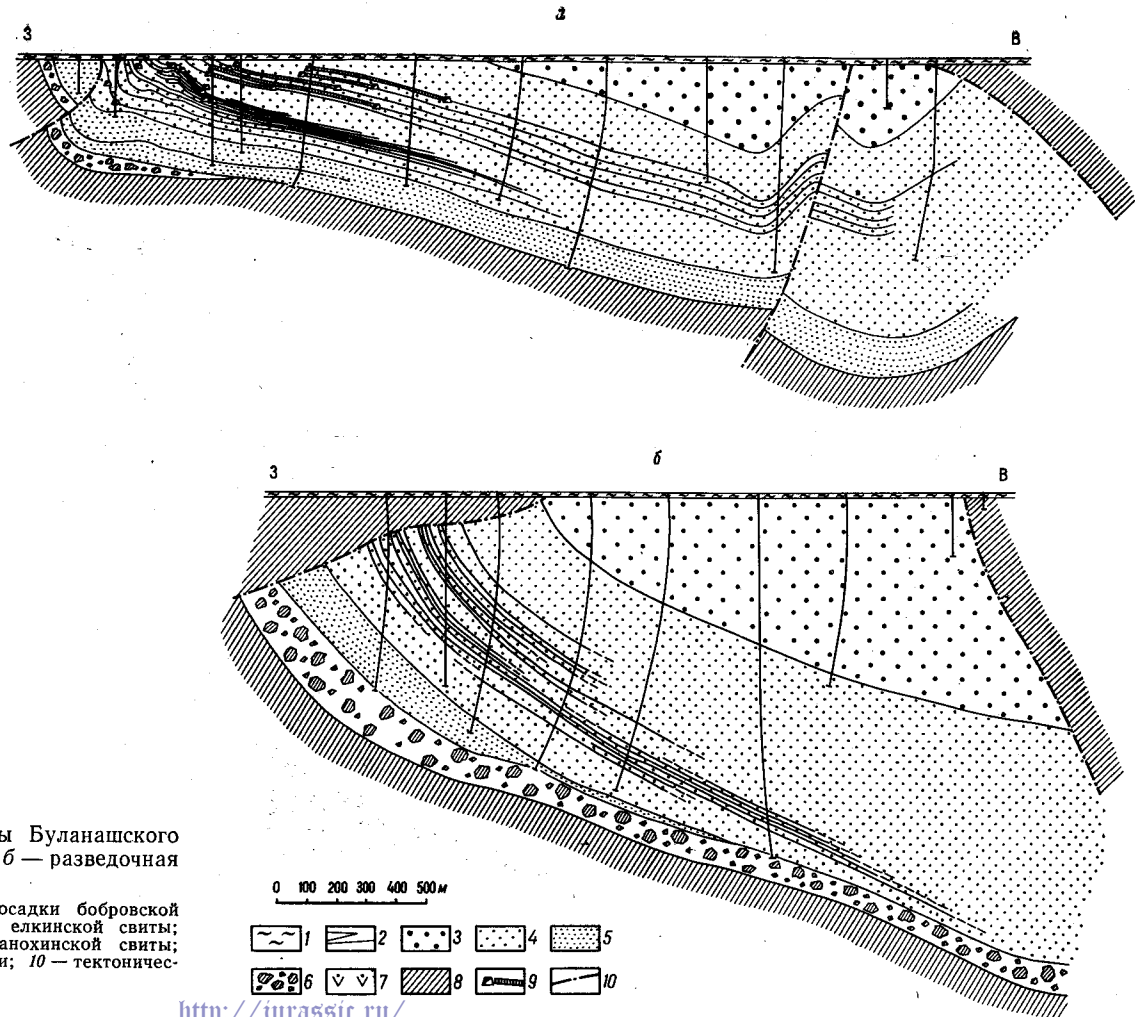 а
З
В
б
З
В
ы Буланашского
б — разведочная
осадки бобровской
елкинской свиты;
анохинской свиты;
и; 10 — тектоничес-
0 100 200 300 400 500 м
1 2 3 4 5
6 7 8 9 10
http://jurassic.ru/